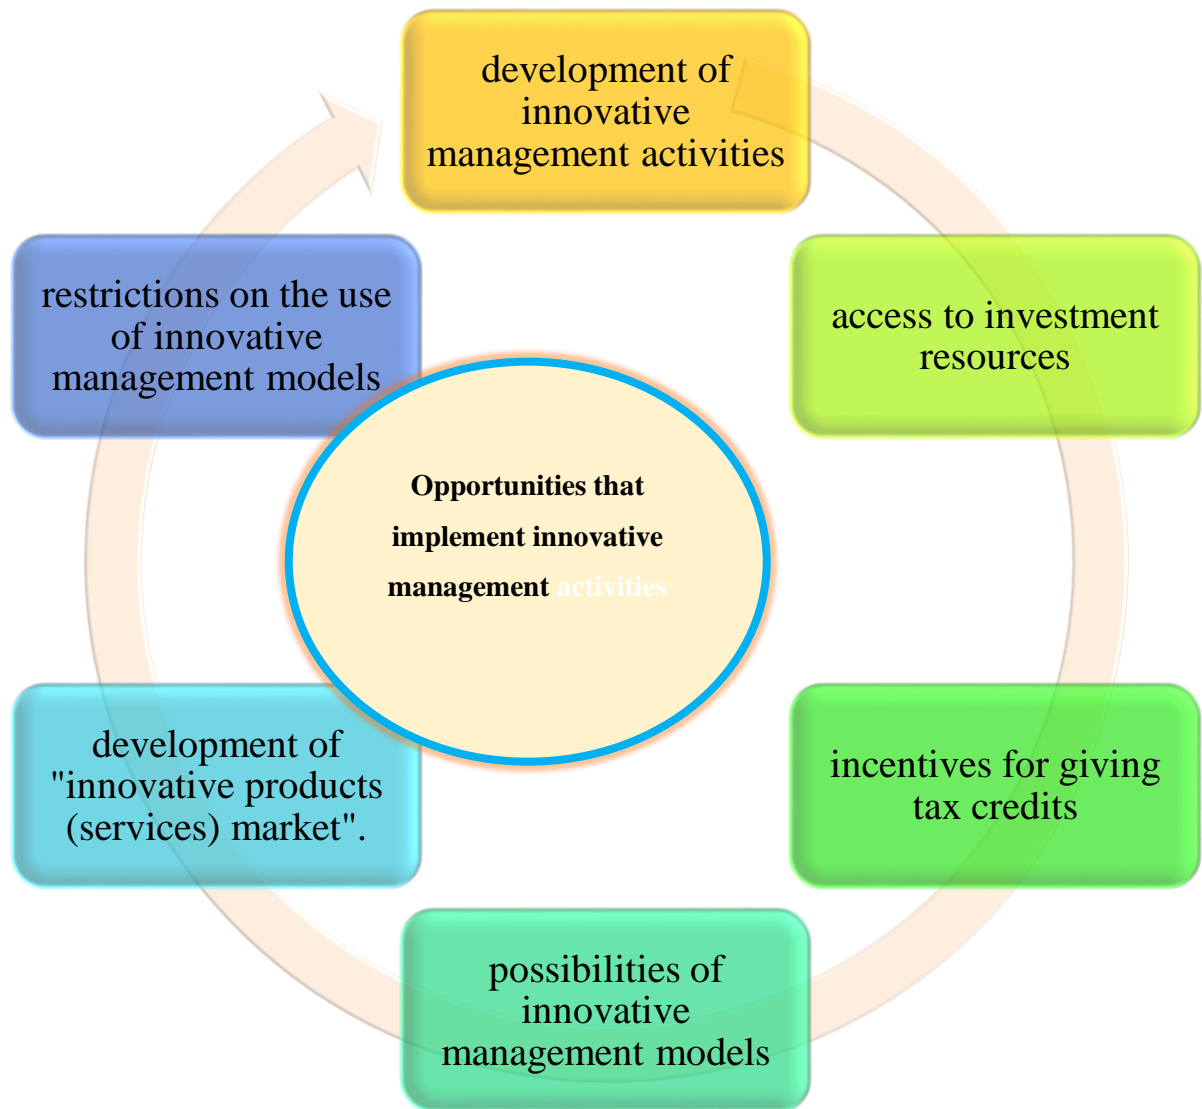 development of
innovative
management activities
access to investment
resources
incentives for giving
tax credits
possibilities of
innovative
management models
development of
"innovative products
(services) market".
restrictions on the use
of innovative
management models
Opportunities that
implement innovative
management activities